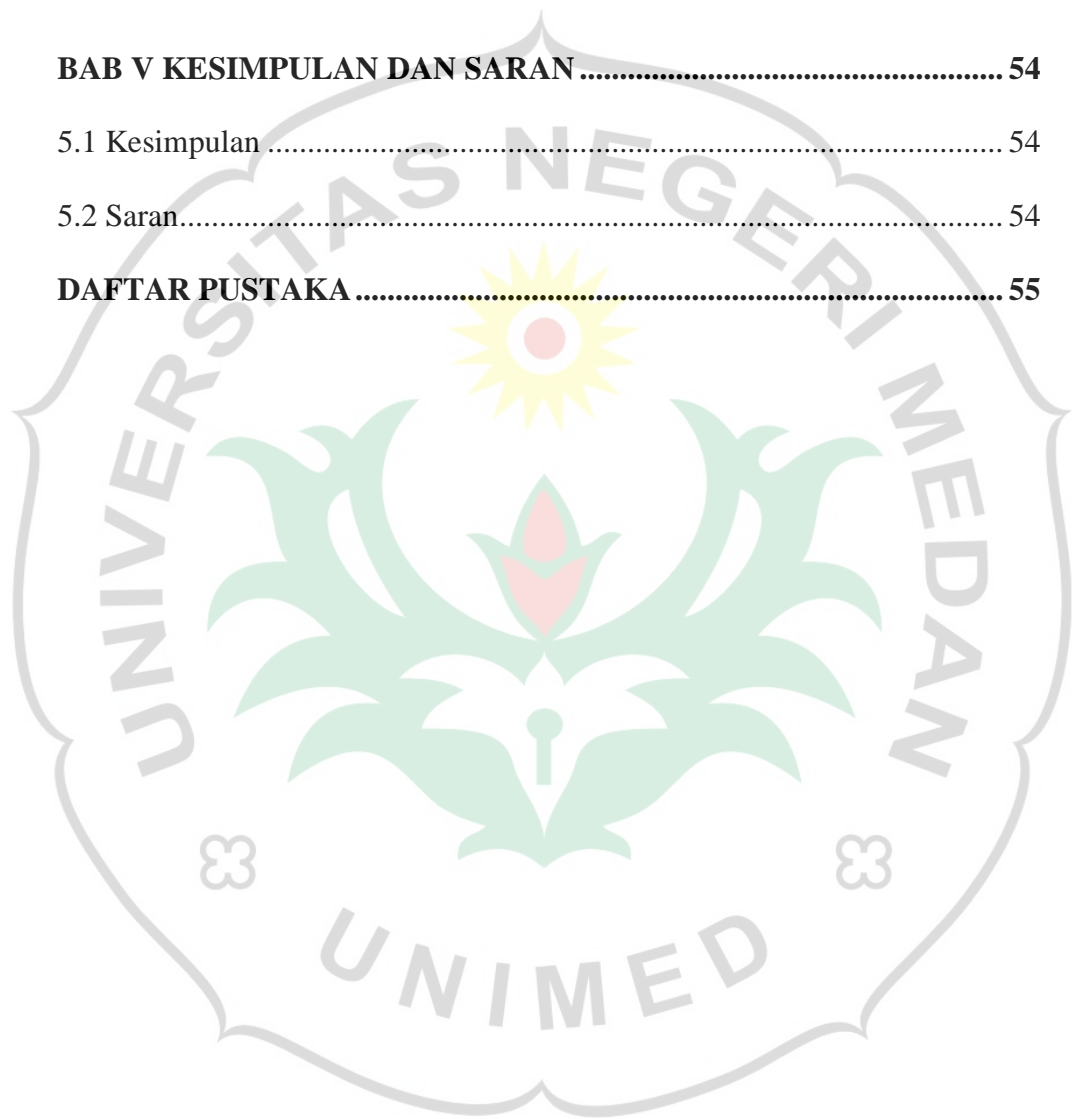 BAB V KESIMPULAN DAN SARAN ..................................................... 54
5.1 Kesimpulan ............................................................................................. 54
5.2 Saran........................................................................................................ 54
DAFTAR PUSTAKA .................................................................................. 55
UNIVERSITAS NEGERI MEDAN
UNIMED